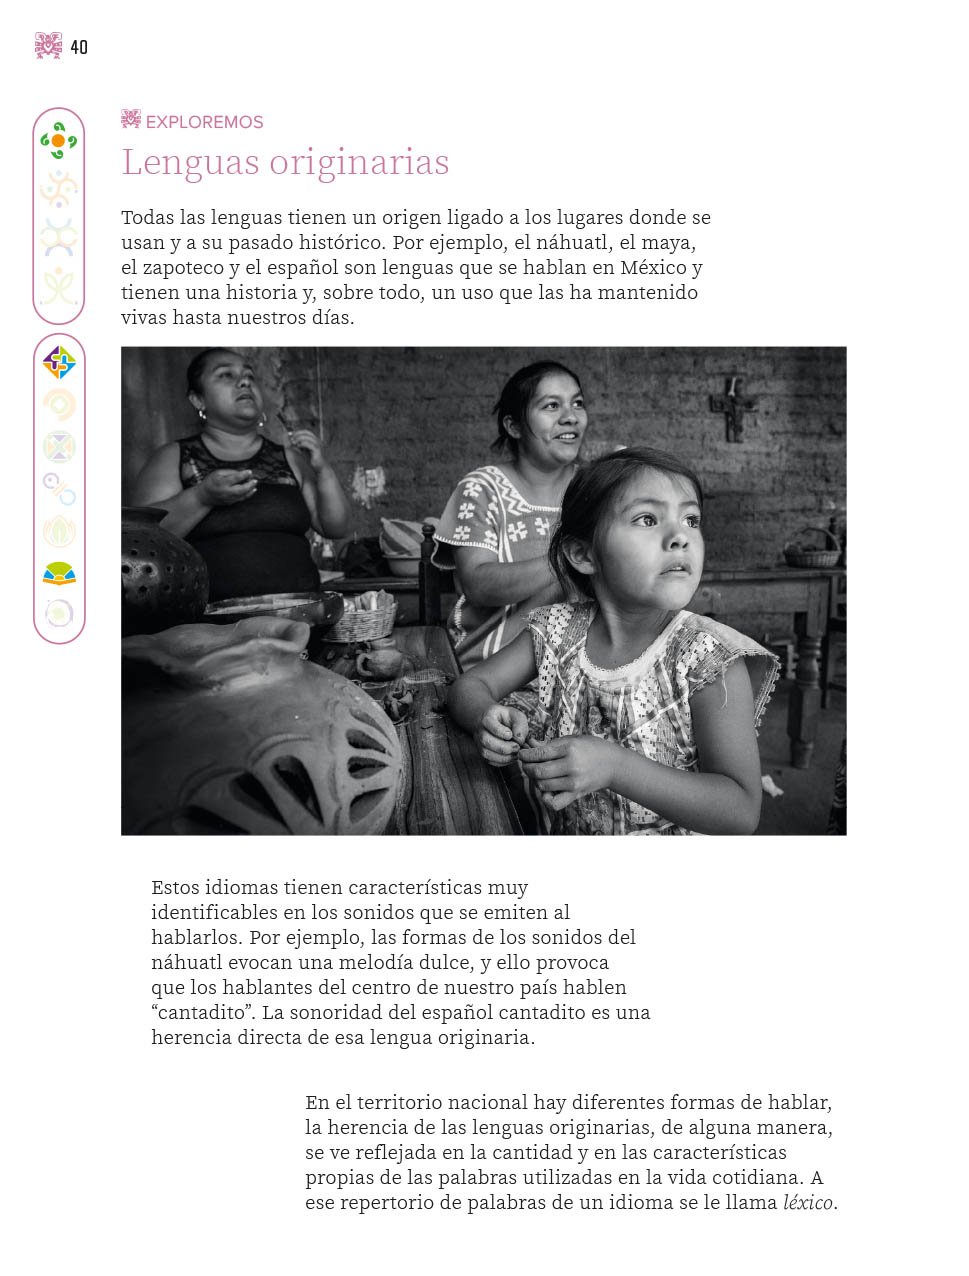 40
EXPLOREMOS
Lenguas originarias
Todas las lenguas tienen un origen ligado a los lugares donde se
usan y a su pasado histórico. Por ejemplo, el náhuatl, el maya,
el zapoteco y el español son lenguas que se hablan en México y
tienen una historia y, sobre todo, un uso que las ha mantenido
vivas hasta nuestros días.
Estos idiomas tienen características muy
identificables en los sonidos que se emiten al
hablarlos. Por ejemplo, las formas de los sonidos del
náhuatl evocan una melodía dulce, y ello provoca
que los hablantes del centro de nuestro país hablen
“cantadito”. La sonoridad del español cantadito es una
herencia directa de esa lengua originaria.
En el territorio nacional hay diferentes formas de hablar,
la herencia de las lenguas originarias, de alguna manera,
se ve reflejada en la cantidad y en las características
propias de las palabras utilizadas en la vida cotidiana. A
ese repertorio de palabras de un idioma se le llama léxico.